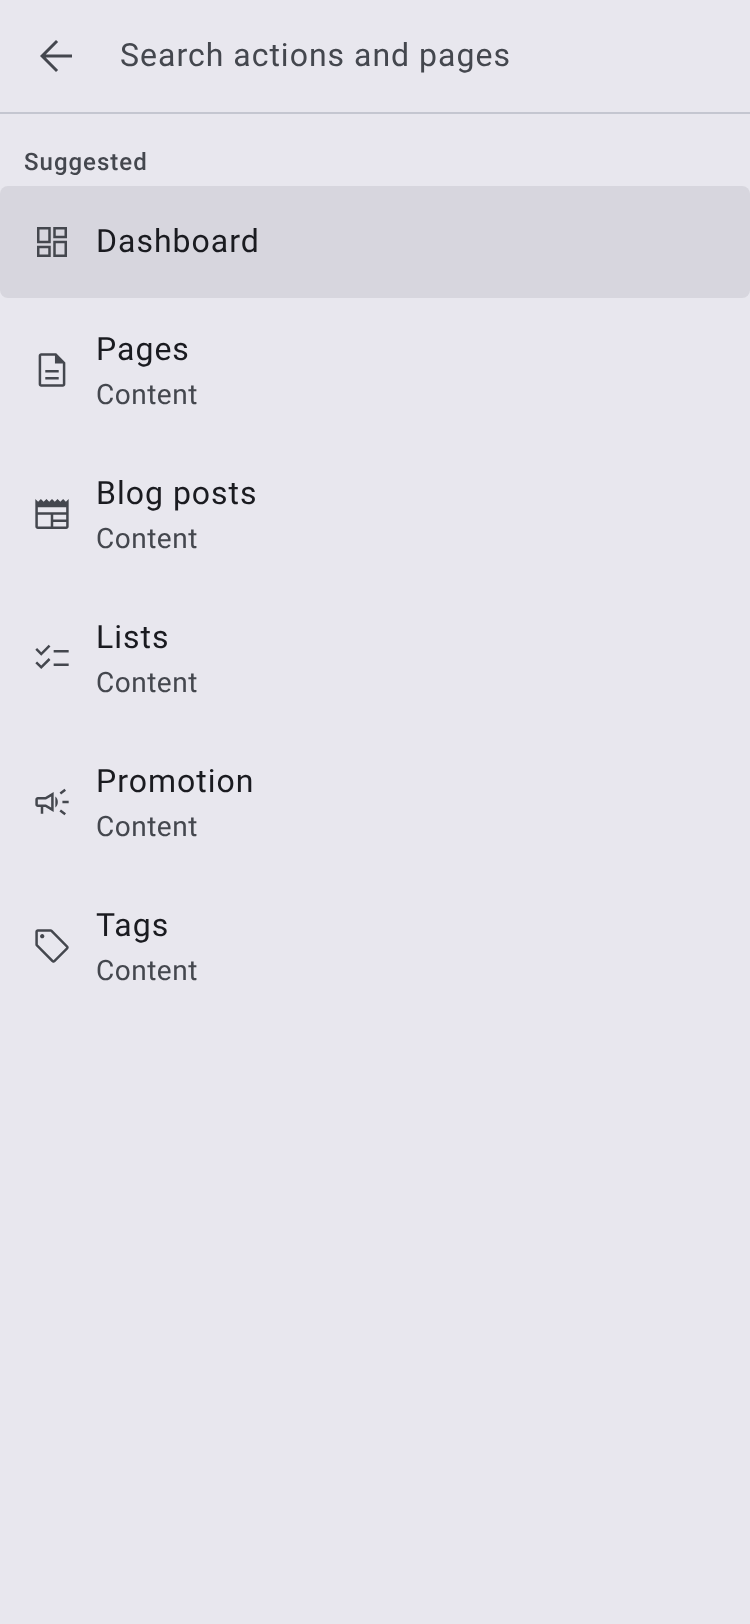 Search actions and pages
Suggested
Dashboard
Pages
Content
Blog posts
Content
Lists
Content
Promotion
Content
Tags
Content